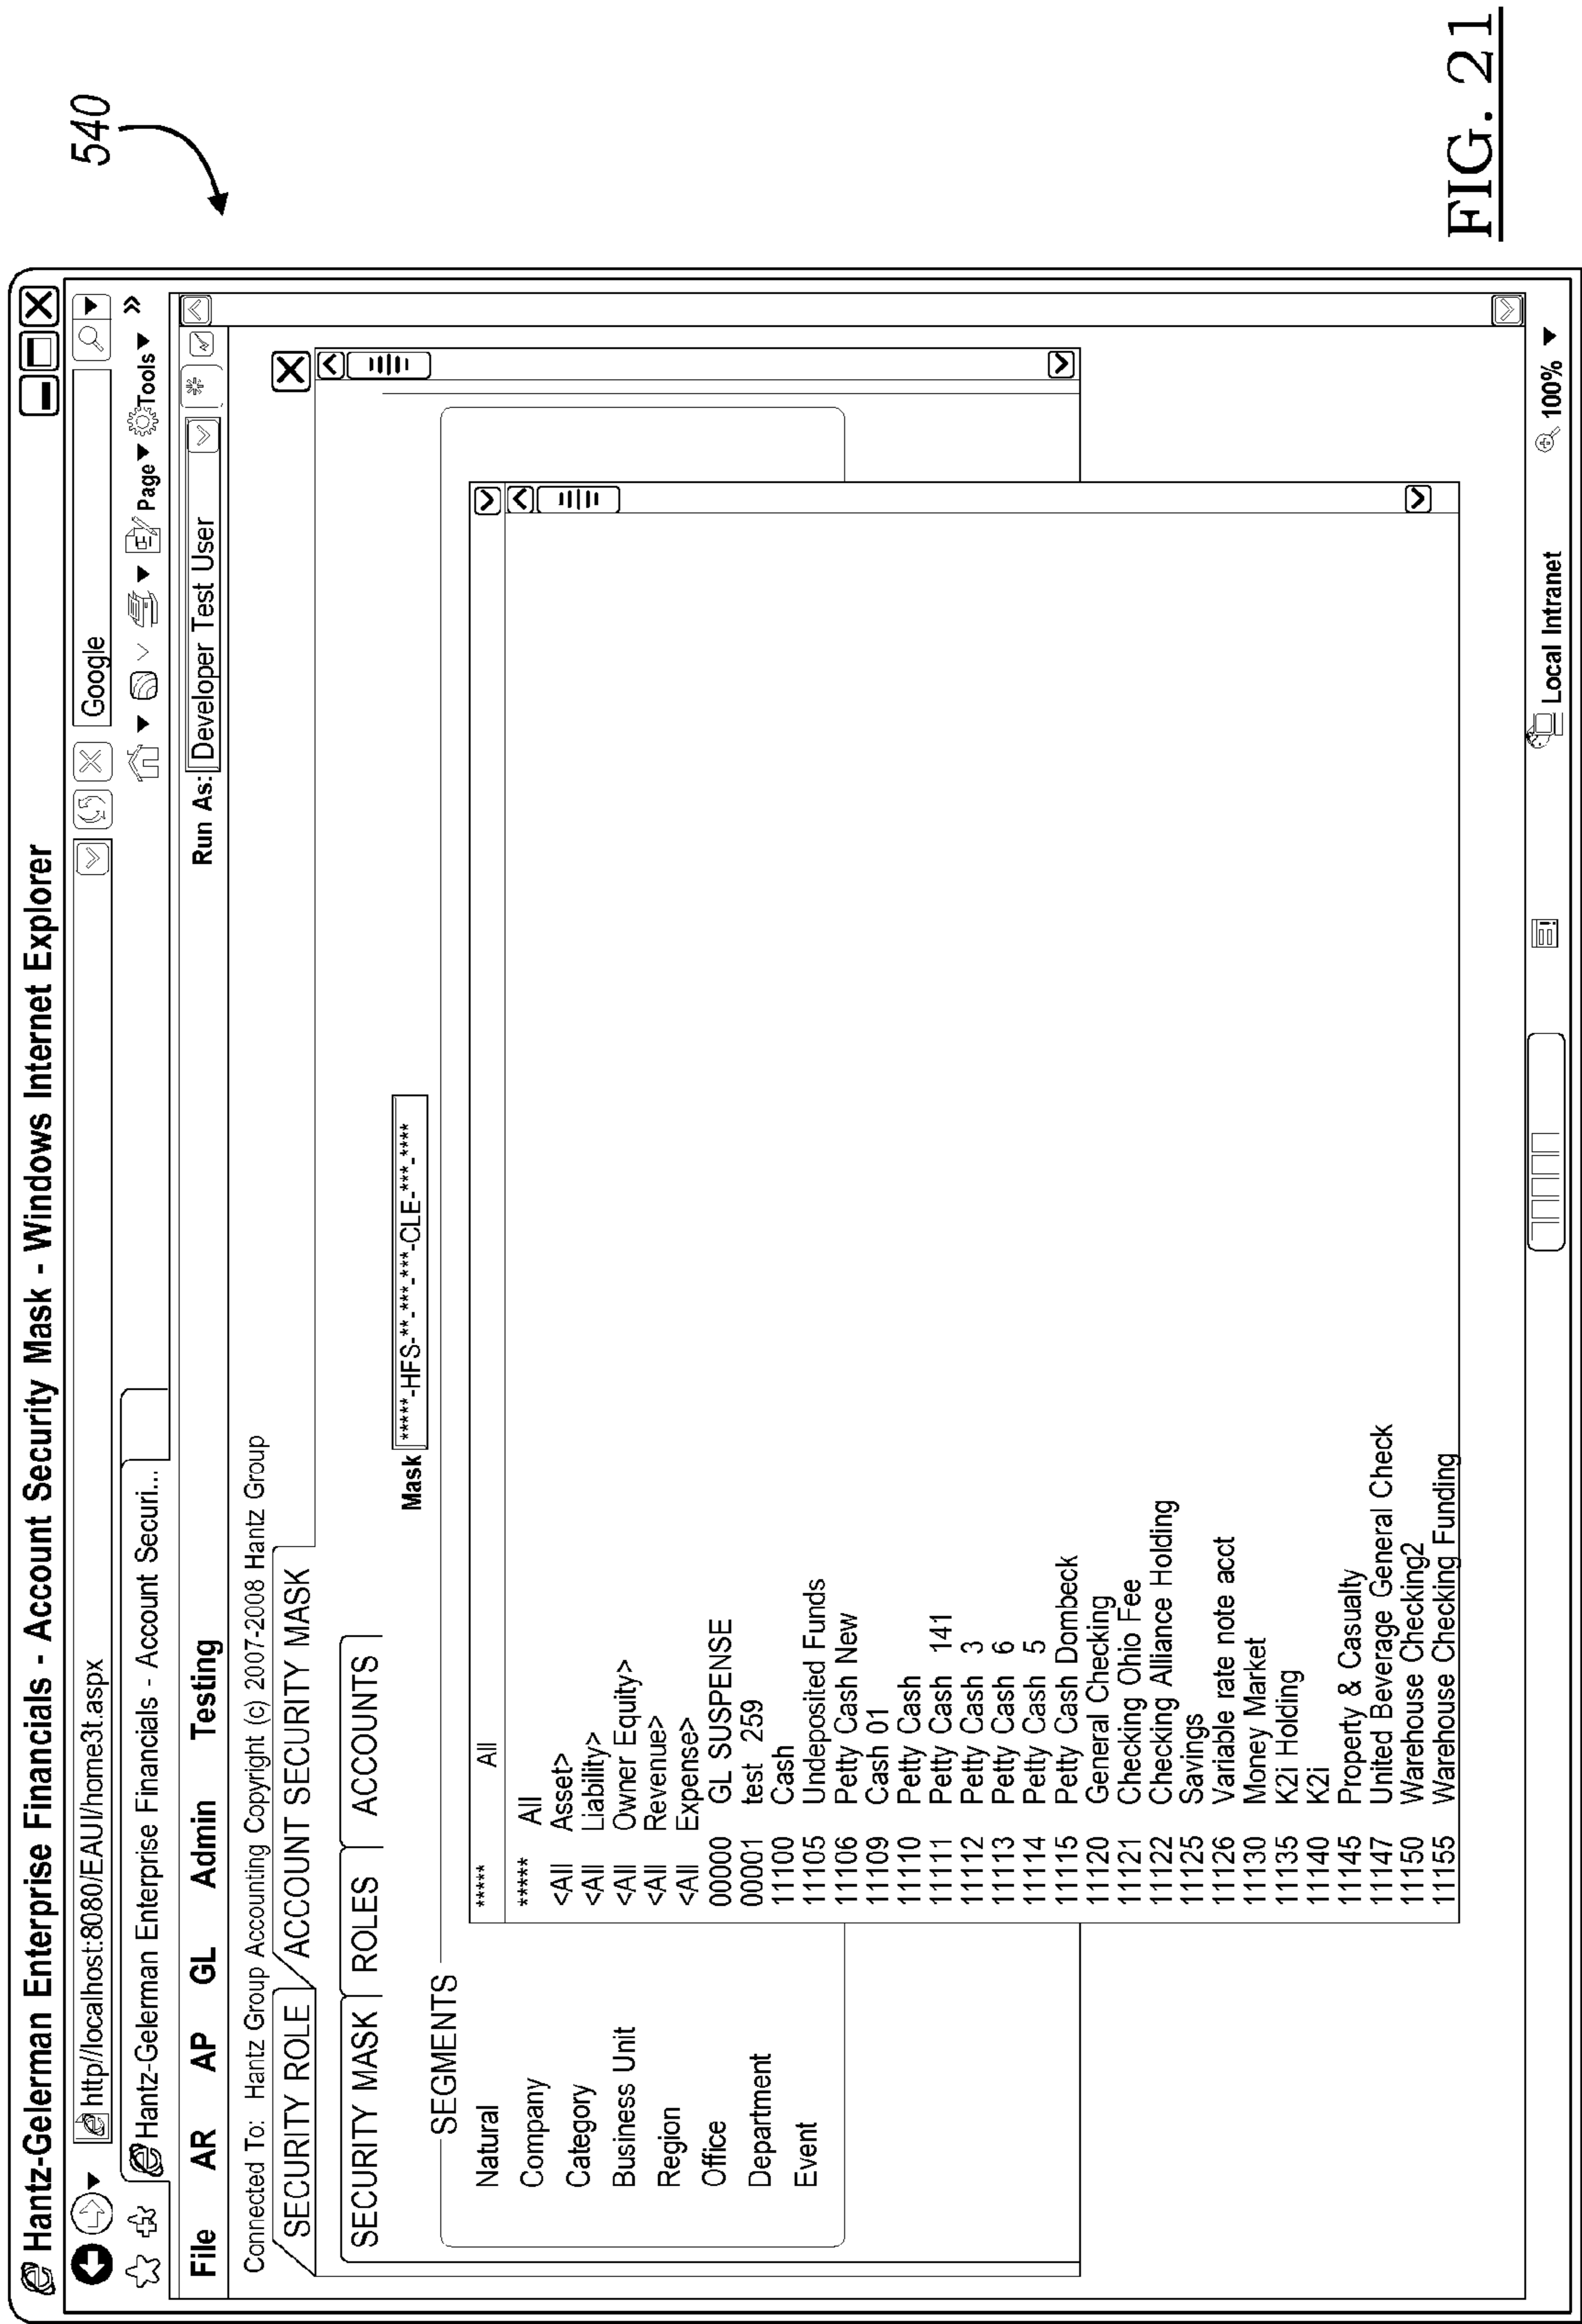 540
Hantz-Gelerman Enterprise Financials - Account Security Mask - Windows Internet Explorer
http//localhost:8080/EAUI/home3t.aspx
Google
Hantz-Gelerman Enterprise Financials - Account Securi...
Page Tools
File AR AP GL Admin Testing Run As: Developer Test User
Connected To: Hantz Group Accounting Copyright (c) 2007-2008 Hantz Group
SECURITY ROLE ACCOUNT SECURITY MASK
SECURITY MASK ROLES ACCOUNTS
Mask *****-HFS-**-***-***-CLE-***-****
SEGMENTS
Natural
Company
Category
Business Unit
Region
Office
Department
Event
***** All
***** All
<All Asset>
<All Liability>
<All Owner Equity>
<All Revenue>
<All Expense>
00000 GL SUSPENSE
00001 test 259
11100 Cash
11105 Undeposited Funds
11106 Petty Cash New
11109 Cash 01
11110 Petty Cash
11111 Petty Cash 141
11112 Petty Cash 3
11113 Petty Cash 6
11114 Petty Cash 5
11115 Petty Cash Dombeck
11120 General Checking
11121 Checking Ohio Fee
11122 Checking Alliance Holding
11125 Savings
11126 Variable rate note acct
11130 Money Market
11135 K2i Holding
11140 K2i
11145 Property & Casualty
11147 United Beverage General Check
11150 Warehouse Checking2
11155 Warehouse Checking Funding
Local Intranet
100%
FIG. 21